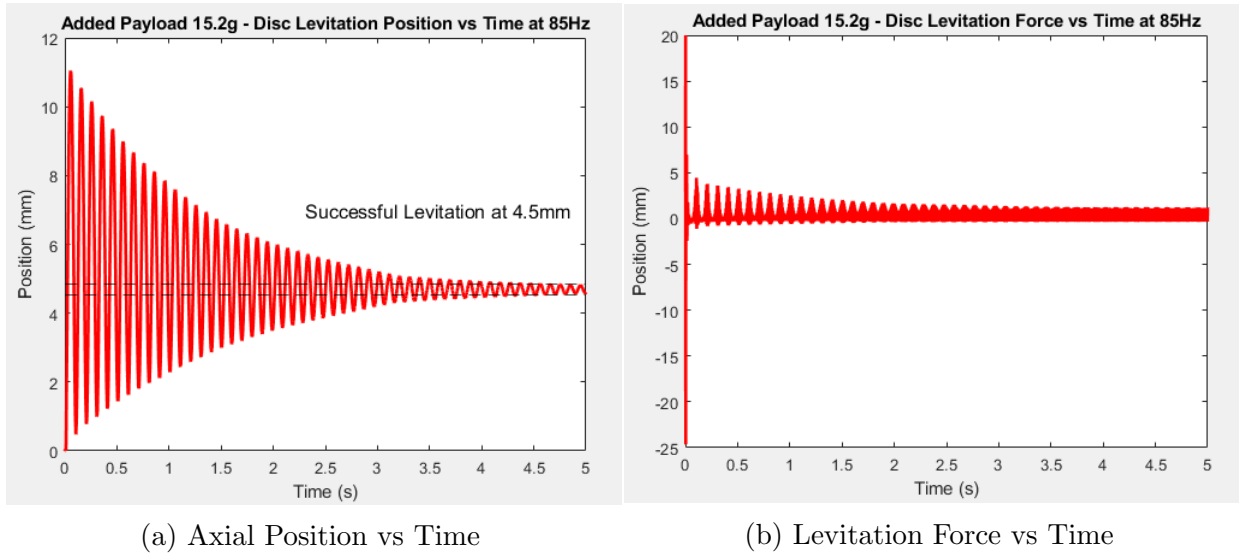 Added Payload 15.2g - Disc Levitation Position vs Time at 85Hz
12
10
8
6
4
2
0
Position (mm)
Successful Levitation at 4.5mm
0 0.5 1 1.5 2 2.5 3 3.5 4 4.5 5
Time (s)
(a) Axial Position vs Time
Added Payload 15.2g - Disc Levitation Force vs Time at 85Hz
20
15
10
5
0
-5
-10
-15
-20
-25
Position (mm)
0 0.5 1 1.5 2 2.5 3 3.5 4 4.5 5
Time (s)
(b) Levitation Force vs Time